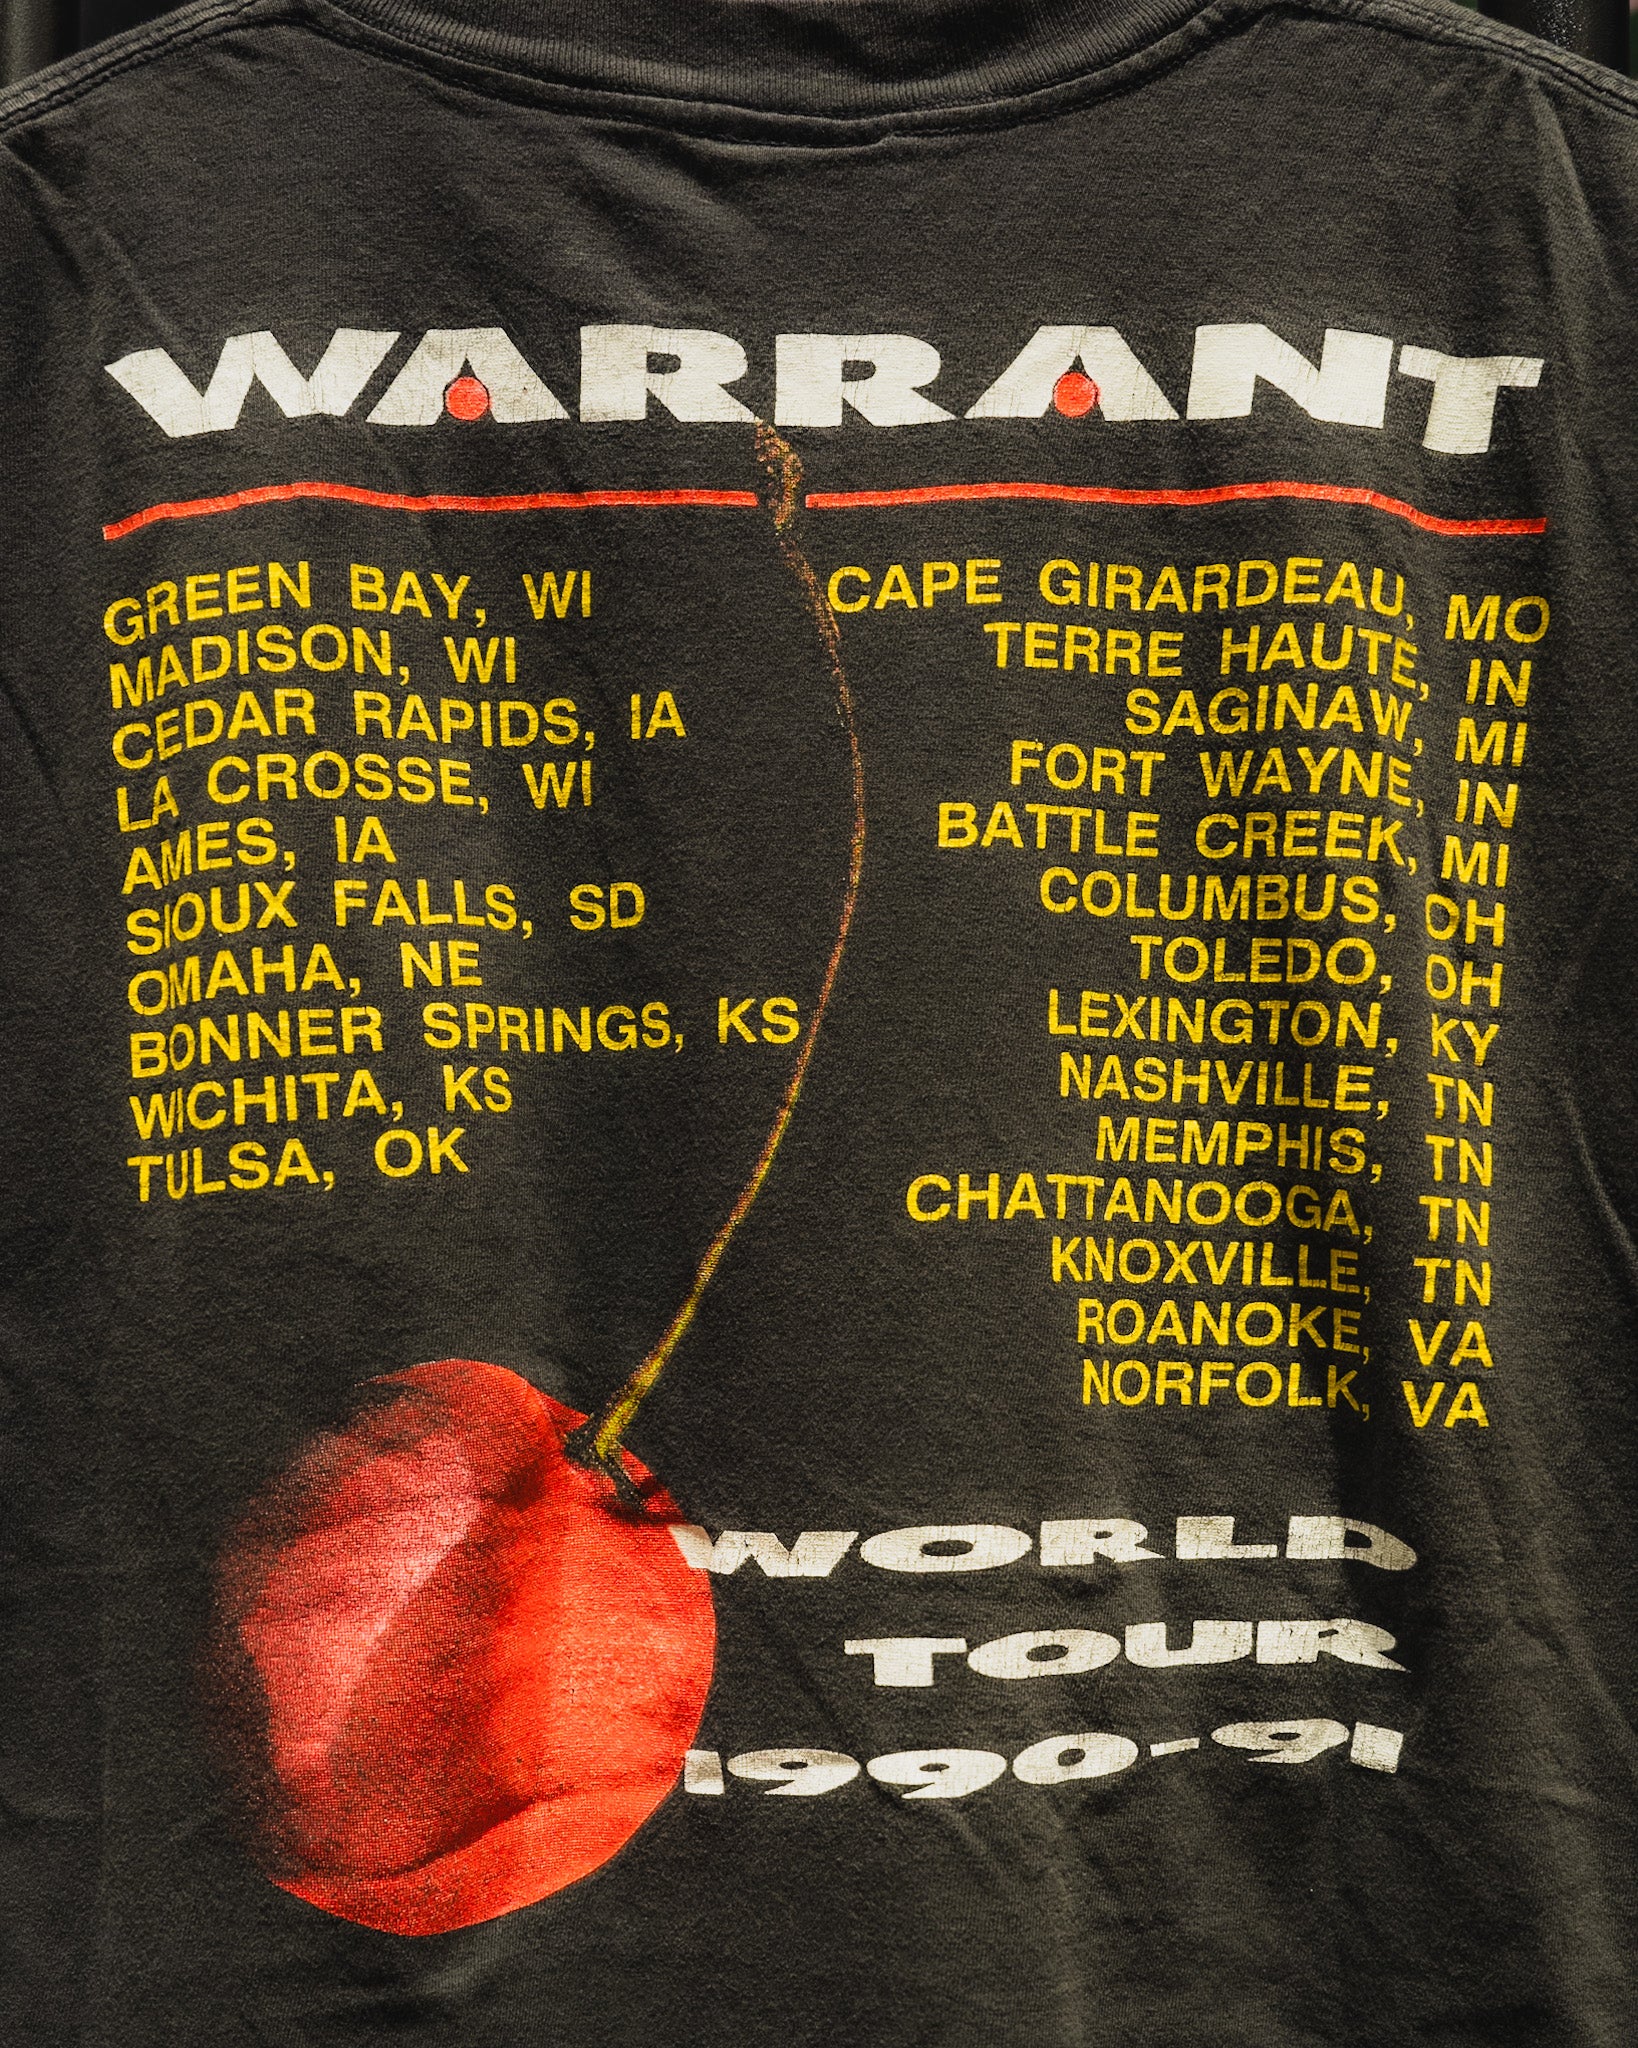 WARRANT
GREEN BAY, WI
MADISON, WI
CEDAR RAPIDS, IA
LA CROSSE, WI
AMES, IA
SIOUX FALLS, SD
OMAHA, NE
BONNER SPRINGS, KS
WICHITA, KS
TULSA, OK
CAPE GIRARDEAU, MO
TERRE HAUTE, IN
SAGINAW, MI
FORT WAYNE, IN
BATTLE CREEK, MI
COLUMBUS, OH
TOLEDO, OH
LEXINGTON, KY
NASHVILLE, TN
MEMPHIS, TN
CHATTANOOGA, TN
KNOXVILLE, TN
ROANOKE, VA
NORFOLK, VA
WORLD
TOUR
1990-91